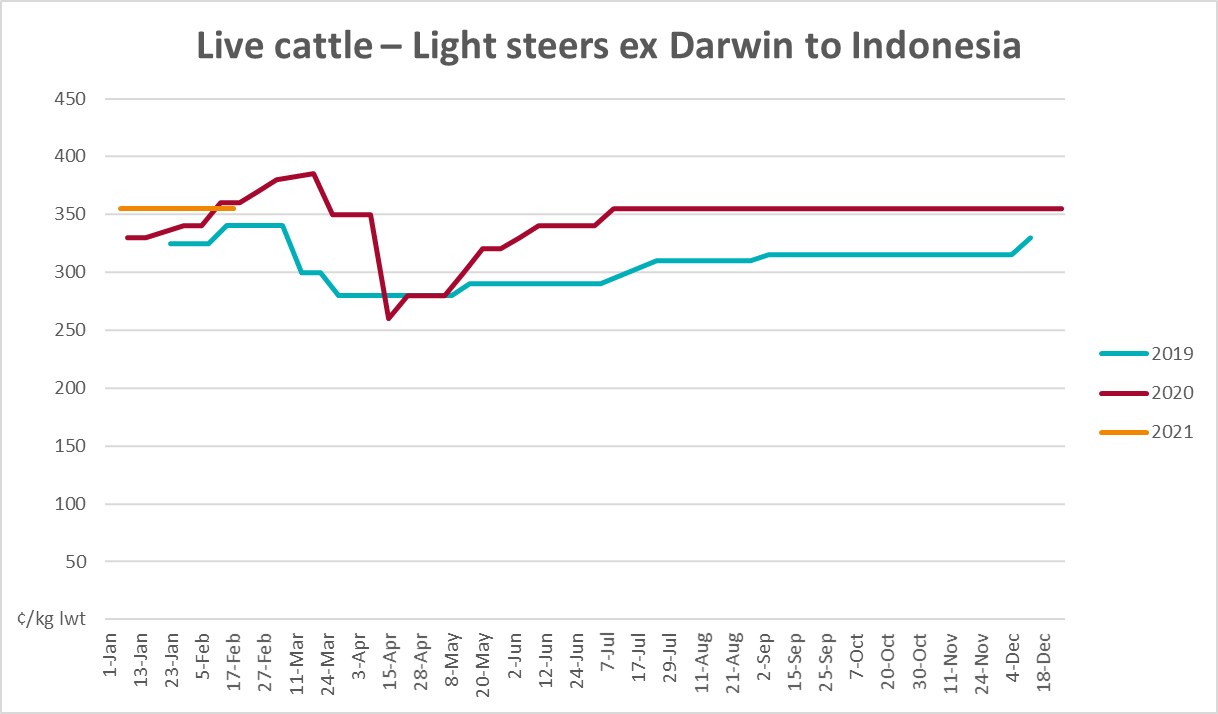 Live cattle – Light steers ex Darwin to Indonesia
450
400
350
300
250
200
150
100
50
¢/kg lwt
2019
2020
2021
1-Jan
13-Jan
23-Jan
5-Feb
17-Feb
27-Feb
11-Mar
24-Mar
3-Apr
15-Apr
28-Apr
8-May
20-May
2-Jun
12-Jun
24-Jun
7-Jul
17-Jul
29-Jul
11-Aug
21-Aug
2-Sep
15-Sep
25-Sep
7-Oct
20-Oct
30-Oct
11-Nov
24-Nov
4-Dec
18-Dec